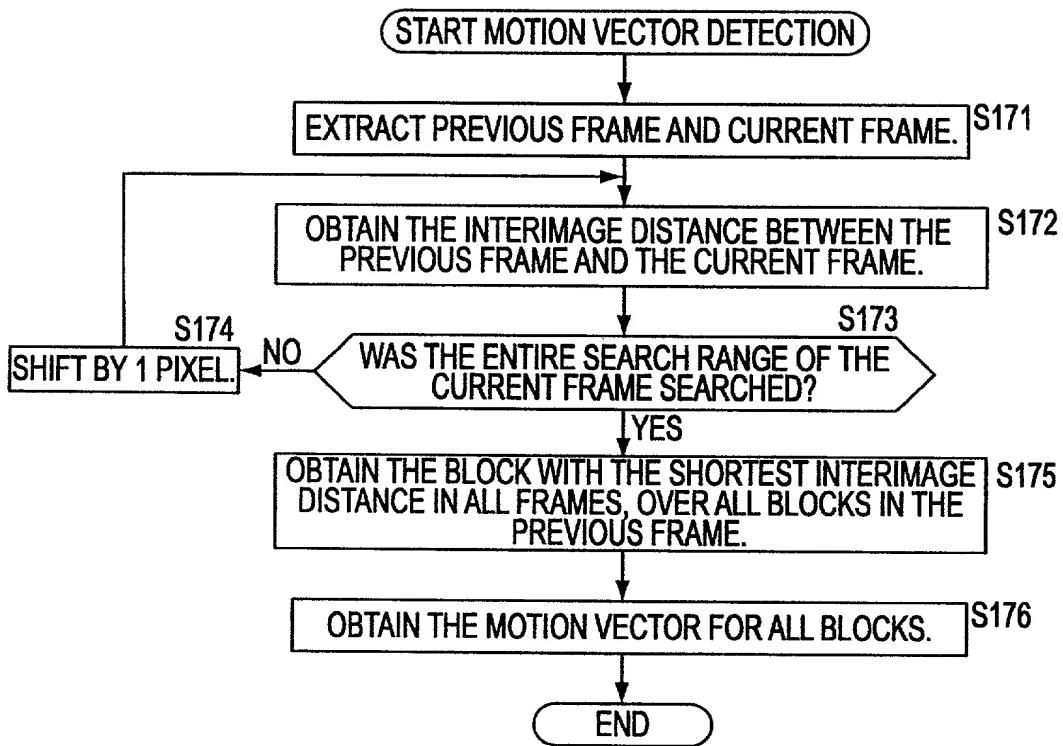 START MOTION VECTOR DETECTION
EXTRACT PREVIOUS FRAME AND CURRENT FRAME.
S171
OBTAIN THE INTERIMAGE DISTANCE BETWEEN THE
PREVIOUS FRAME AND THE CURRENT FRAME.
S172
S173
WAS THE ENTIRE SEARCH RANGE OF THE
CURRENT FRAME SEARCHED?
NO
S174
SHIFT BY 1 PIXEL.
YES
OBTAIN THE BLOCK WITH THE SHORTEST INTERIMAGE
DISTANCE IN ALL FRAMES, OVER ALL BLOCKS IN THE
PREVIOUS FRAME.
S175
OBTAIN THE MOTION VECTOR FOR ALL BLOCKS.
S176
END